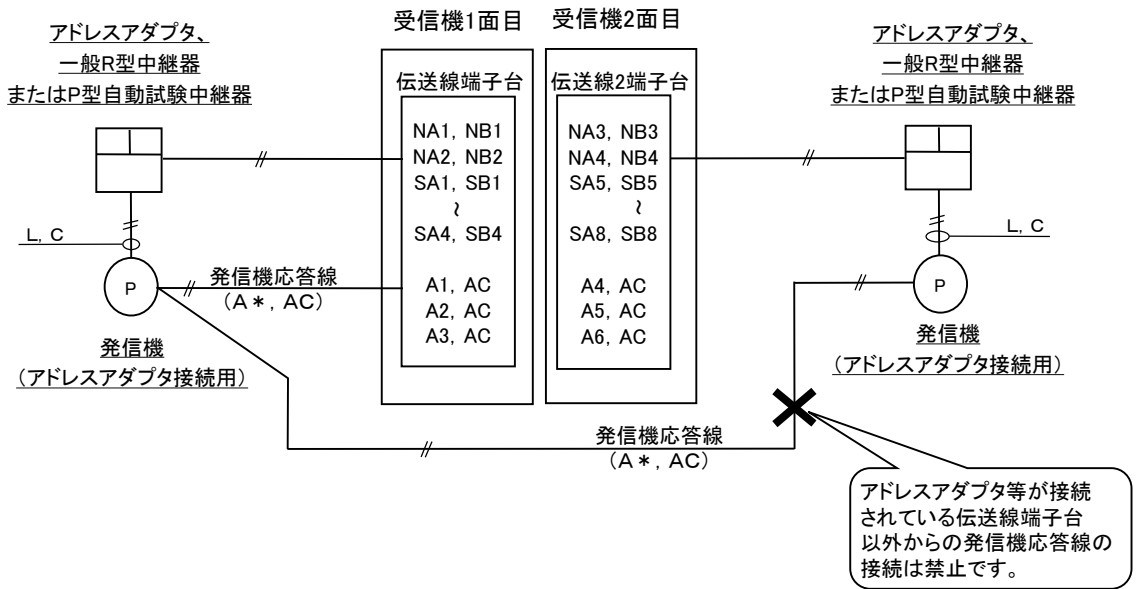 受信機1面目
受信機2面目
アドレスアダプタ、
一般R型中継器
またはP型自動試験中継器
アドレスアダプタ、
一般R型中継器
またはP型自動試験中継器
伝送線端子台
NA1, NB1
NA2, NB2
SA1, SB1
~
SA4, SB4
A1, AC
A2, AC
A3, AC
伝送線2端子台
NA3, NB3
NA4, NB4
SA5, SB5
~
SA8, SB8
A4, AC
A5, AC
A6, AC
L, C
P
発信機応答線
(A*, AC)
発信機
(アドレスアダプタ接続用)
L, C
P
発信機
(アドレスアダプタ接続用)
発信機応答線
(A*, AC)
アドレスアダプタ等が接続
されている伝送線端子台
以外からの発信機応答線の
接続は禁止です。